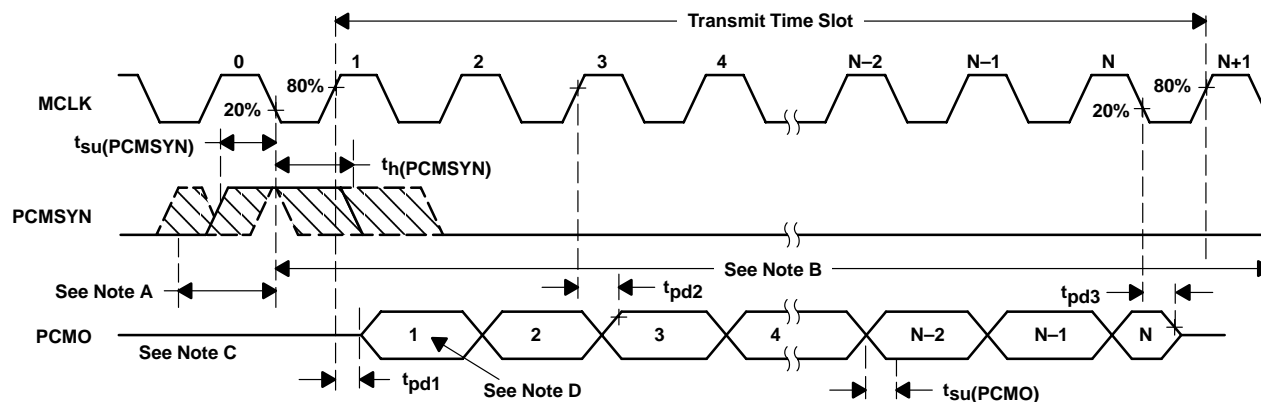 Transmit Time Slot
0 1 2 3 4 N–2 N–1 N N+1
MCLK
80%
20%
80%
20%
tsu(PCMSYN)
th(PCMSYN)
PCMSYN
See Note B
See Note A
tpd2
tpd3
PCMO
1 2 3 4 N–2 N–1 N
See Note C
tpd1
See Note D
tsu(PCMO)